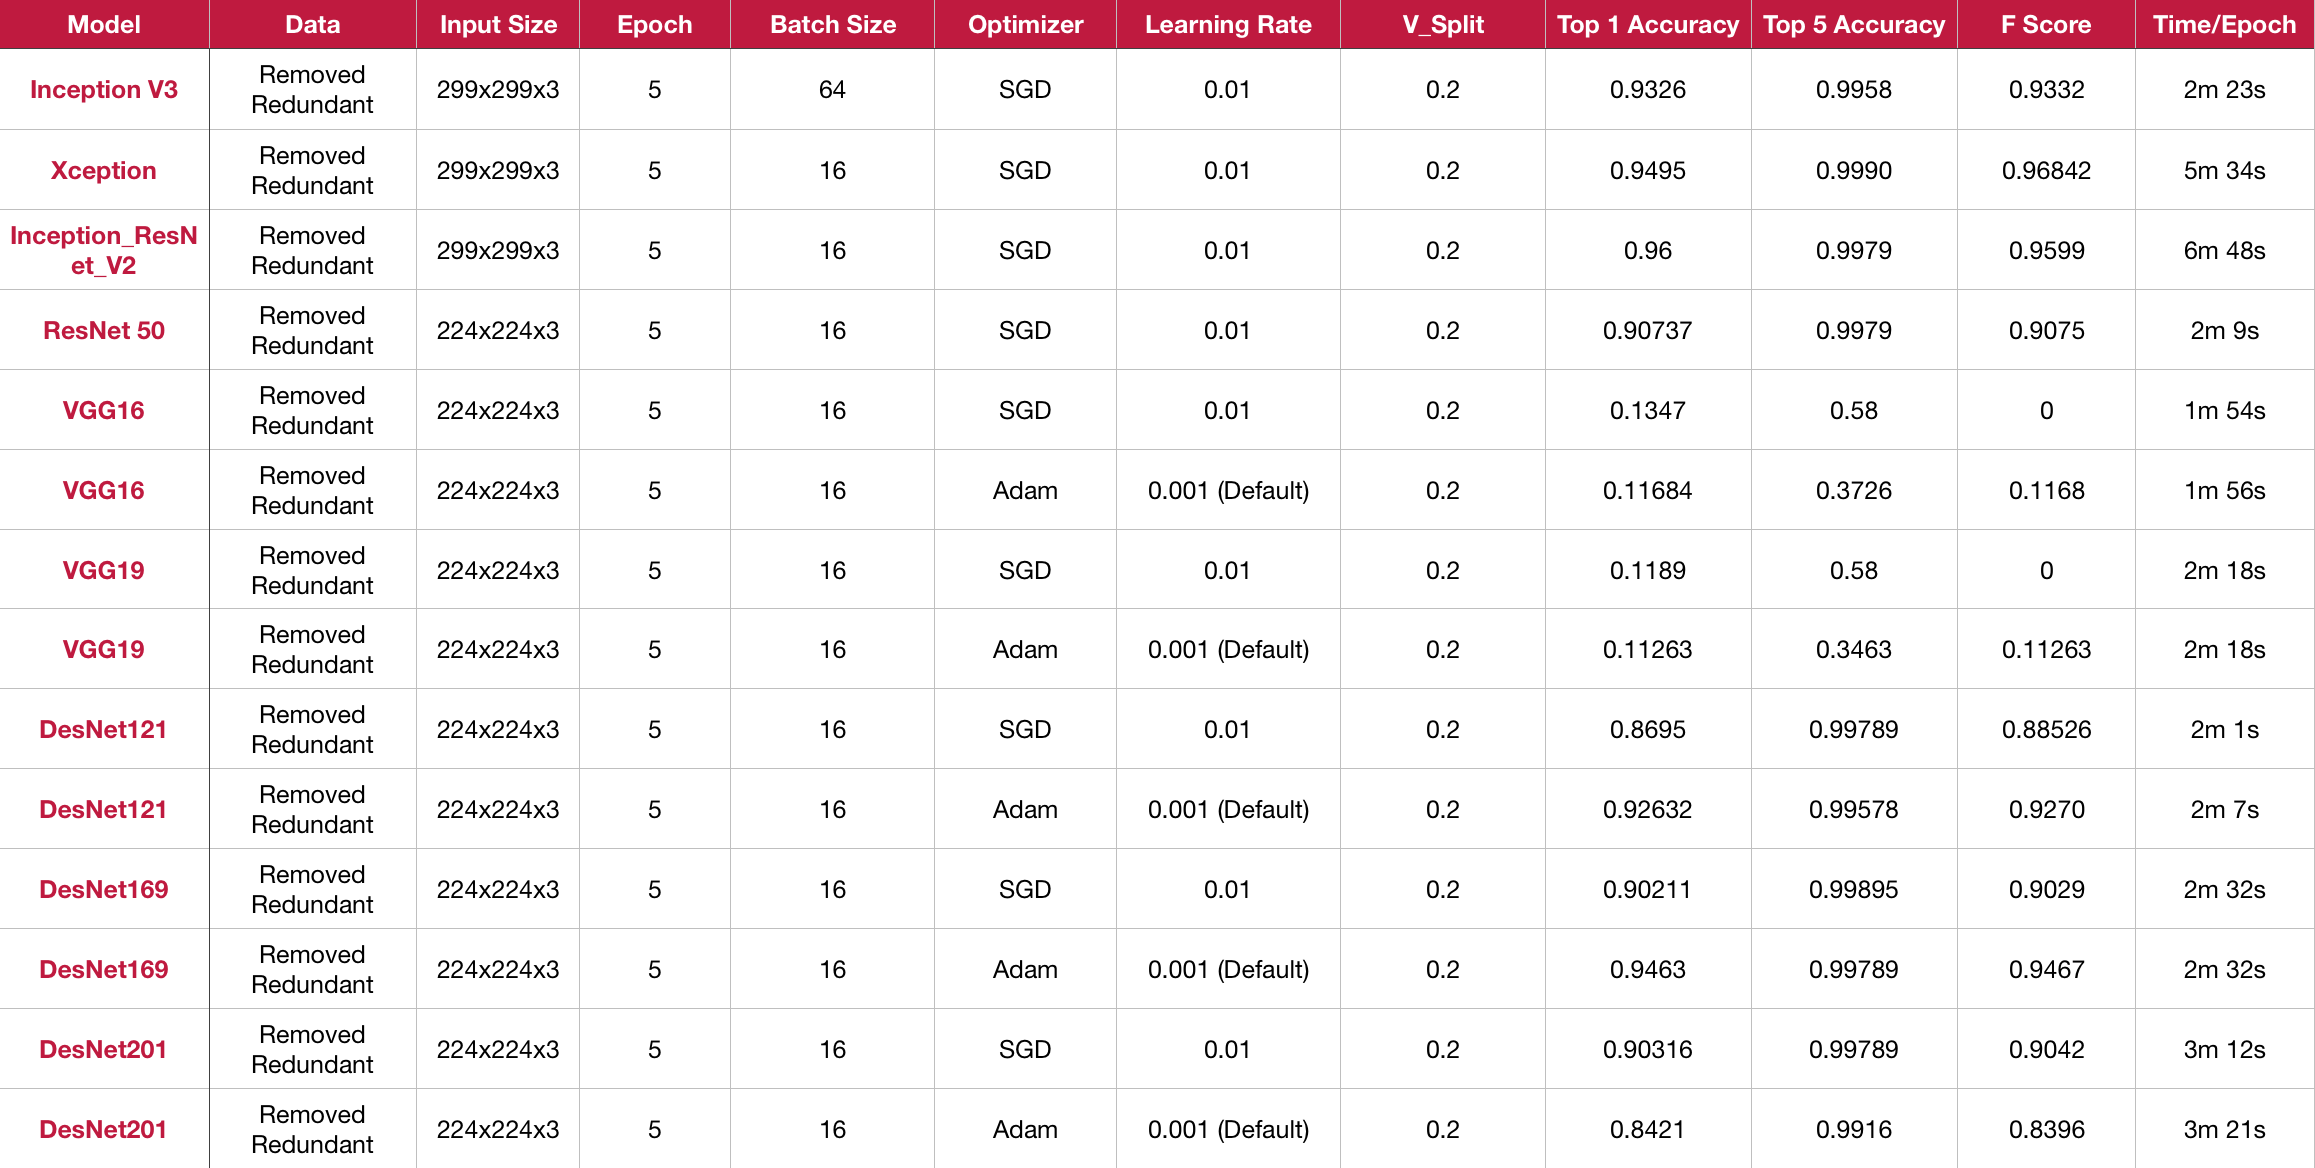 Model Data Input Size Epoch Batch Size Optimizer Learning Rate V_Split Top 1 Accuracy Top 5 Accuracy F Score Time/Epoch
Inception V3 Removed Redundant 299x299x3 5 64 SGD 0.01 0.2 0.9326 0.9958 0.9332 2m 23s
Xception Removed Redundant 299x299x3 5 16 SGD 0.01 0.2 0.9495 0.9990 0.96842 5m 34s
Inception_ResNet_V2 Removed Redundant 299x299x3 5 16 SGD 0.01 0.2 0.96 0.9979 0.9599 6m 48s
ResNet 50 Removed Redundant 224x224x3 5 16 SGD 0.01 0.2 0.90737 0.9979 0.9075 2m 9s
VGG16 Removed Redundant 224x224x3 5 16 SGD 0.01 0.2 0.1347 0.58 0 1m 54s
VGG16 Removed Redundant 224x224x3 5 16 Adam 0.001 (Default) 0.2 0.11684 0.3726 0.1168 1m 56s
VGG19 Removed Redundant 224x224x3 5 16 SGD 0.01 0.2 0.1189 0.58 0 2m 18s
VGG19 Removed Redundant 224x224x3 5 16 Adam 0.001 (Default) 0.2 0.11263 0.3463 0.11263 2m 18s
DesNet121 Removed Redundant 224x224x3 5 16 SGD 0.01 0.2 0.8695 0.99789 0.88526 2m 1s
DesNet121 Removed Redundant 224x224x3 5 16 Adam 0.001 (Default) 0.2 0.92632 0.99578 0.9270 2m 7s
DesNet169 Removed Redundant 224x224x3 5 16 SGD 0.01 0.2 0.90211 0.99895 0.9029 2m 32s
DesNet169 Removed Redundant 224x224x3 5 16 Adam 0.001 (Default) 0.2 0.9463 0.99789 0.9467 2m 32s
DesNet201 Removed Redundant 224x224x3 5 16 SGD 0.01 0.2 0.90316 0.99789 0.9042 3m 12s
DesNet201 Removed Redundant 224x224x3 5 16 Adam 0.001 (Default) 0.2 0.8421 0.9916 0.8396 3m 21s